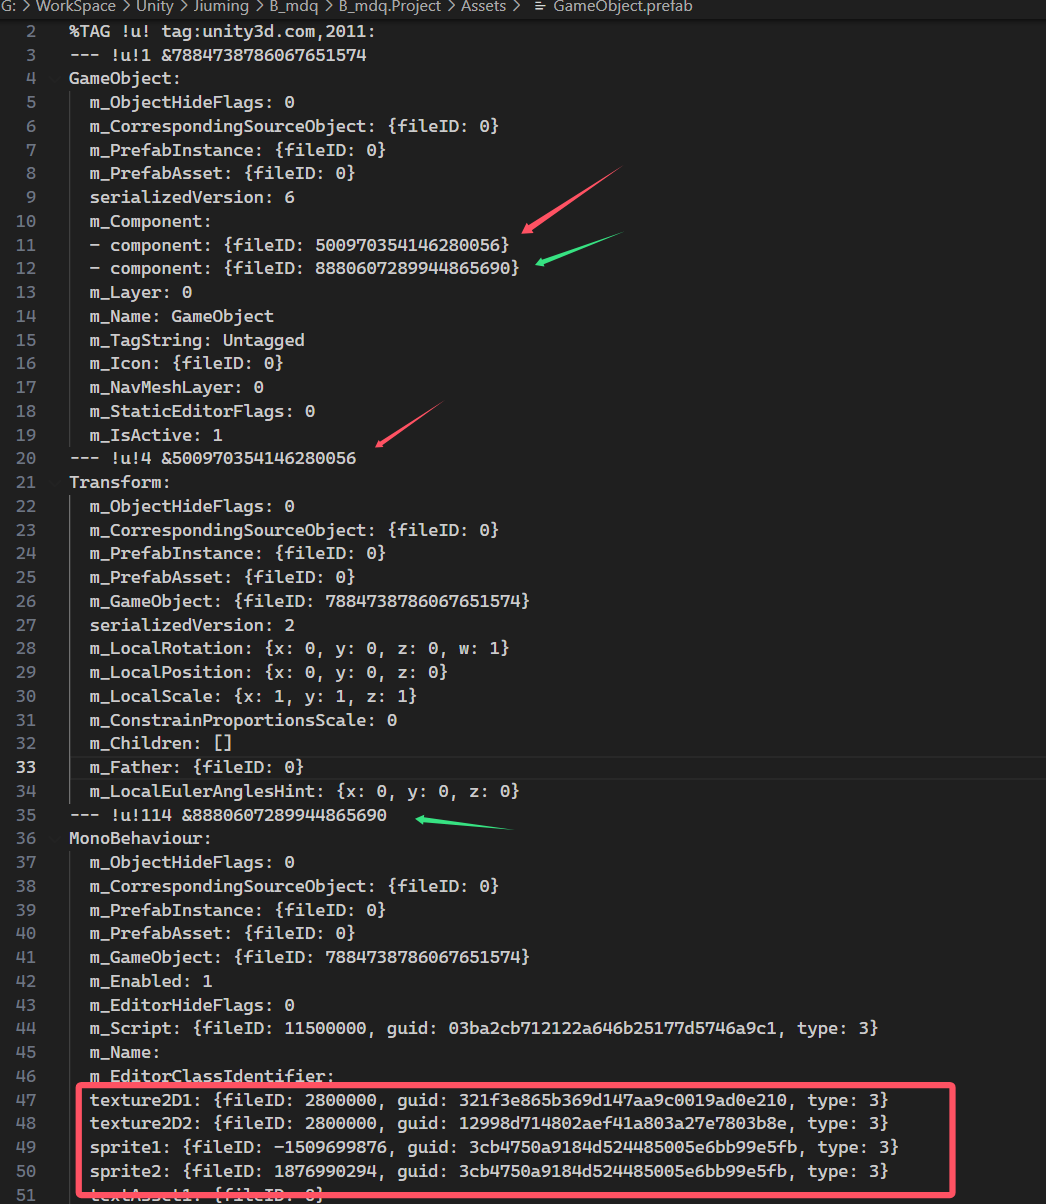 G: > WorkSpace > Unity > Jiuming > B_mdq > B_mdq.Project > Assets > GameObject.prefab
2 %TAG !u! tag:unity3d.com,2011:
3 --- !u!1 &7884738786067651574
4 GameObject:
5 m_ObjectHideFlags: 0
6 m_CorrespondingSourceObject: {fileID: 0}
7 m_PrefabInstance: {fileID: 0}
8 m_PrefabAsset: {fileID: 0}
9 serializedVersion: 6
10 m_Component:
11 - component: {fileID: 500970354146280056}
12 - component: {fileID: 8880607289944865690}
13 m_Layer: 0
14 m_Name: GameObject
15 m_TagString: Untagged
16 m_Icon: {fileID: 0}
17 m_NavMeshLayer: 0
18 m_StaticEditorFlags: 0
19 m_IsActive: 1
20 --- !u!4 &500970354146280056
21 Transform:
22 m_ObjectHideFlags: 0
23 m_CorrespondingSourceObject: {fileID: 0}
24 m_PrefabInstance: {fileID: 0}
25 m_PrefabAsset: {fileID: 0}
26 m_GameObject: {fileID: 7884738786067651574}
27 serializedVersion: 2
28 m_LocalRotation: {x: 0, y: 0, z: 0, w: 1}
29 m_LocalPosition: {x: 0, y: 0, z: 0}
30 m_LocalScale: {x: 1, y: 1, z: 1}
31 m_ConstrainProportionsScale: 0
32 m_Children: []
33 m_Father: {fileID: 0}
34 m_LocalEulerAnglesHint: {x: 0, y: 0, z: 0}
35 --- !u!114 &8880607289944865690
36 MonoBehaviour:
37 m_ObjectHideFlags: 0
38 m_CorrespondingSourceObject: {fileID: 0}
39 m_PrefabInstance: {fileID: 0}
40 m_PrefabAsset: {fileID: 0}
41 m_GameObject: {fileID: 7884738786067651574}
42 m_Enabled: 1
43 m_EditorHideFlags: 0
44 m_Script: {fileID: 11500000, guid: 03ba2cb712122a646b25177d5746a9c1, type: 3}
45 m_Name:
46 m_EditorClassIdentifier:
47 texture2D1: {fileID: 2800000, guid: 321f3e865b369d147aa9c0019ad0e210, type: 3}
48 texture2D2: {fileID: 2800000, guid: 12998d714802aef41a803a27e7803b8e, type: 3}
49 sprite1: {fileID: -1509699876, guid: 3cb4750a9184d524485005e6bb99e5fb, type: 3}
50 sprite2: {fileID: 1876990294, guid: 3cb4750a9184d524485005e6bb99e5fb, type: 3}
51 textAsset1: {fileID: 0}